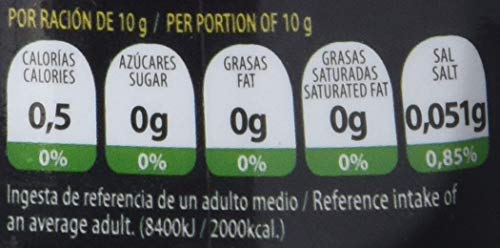 POR RACIÓN DE 10 g / PER PORTION OF 10 g
CALORÍAS
CALORIES
0,5
0%
AZÚCARES
SUGAR
0g
0%
GRASAS
FAT
0g
0%
GRASAS
SATURADAS
SATURATED FAT
0g
0%
SAL
SALT
0,051g
0,85%
Ingesta de referencia de un adulto medio / Reference intake of
an average adult. (8400kJ / 2000kcal.)